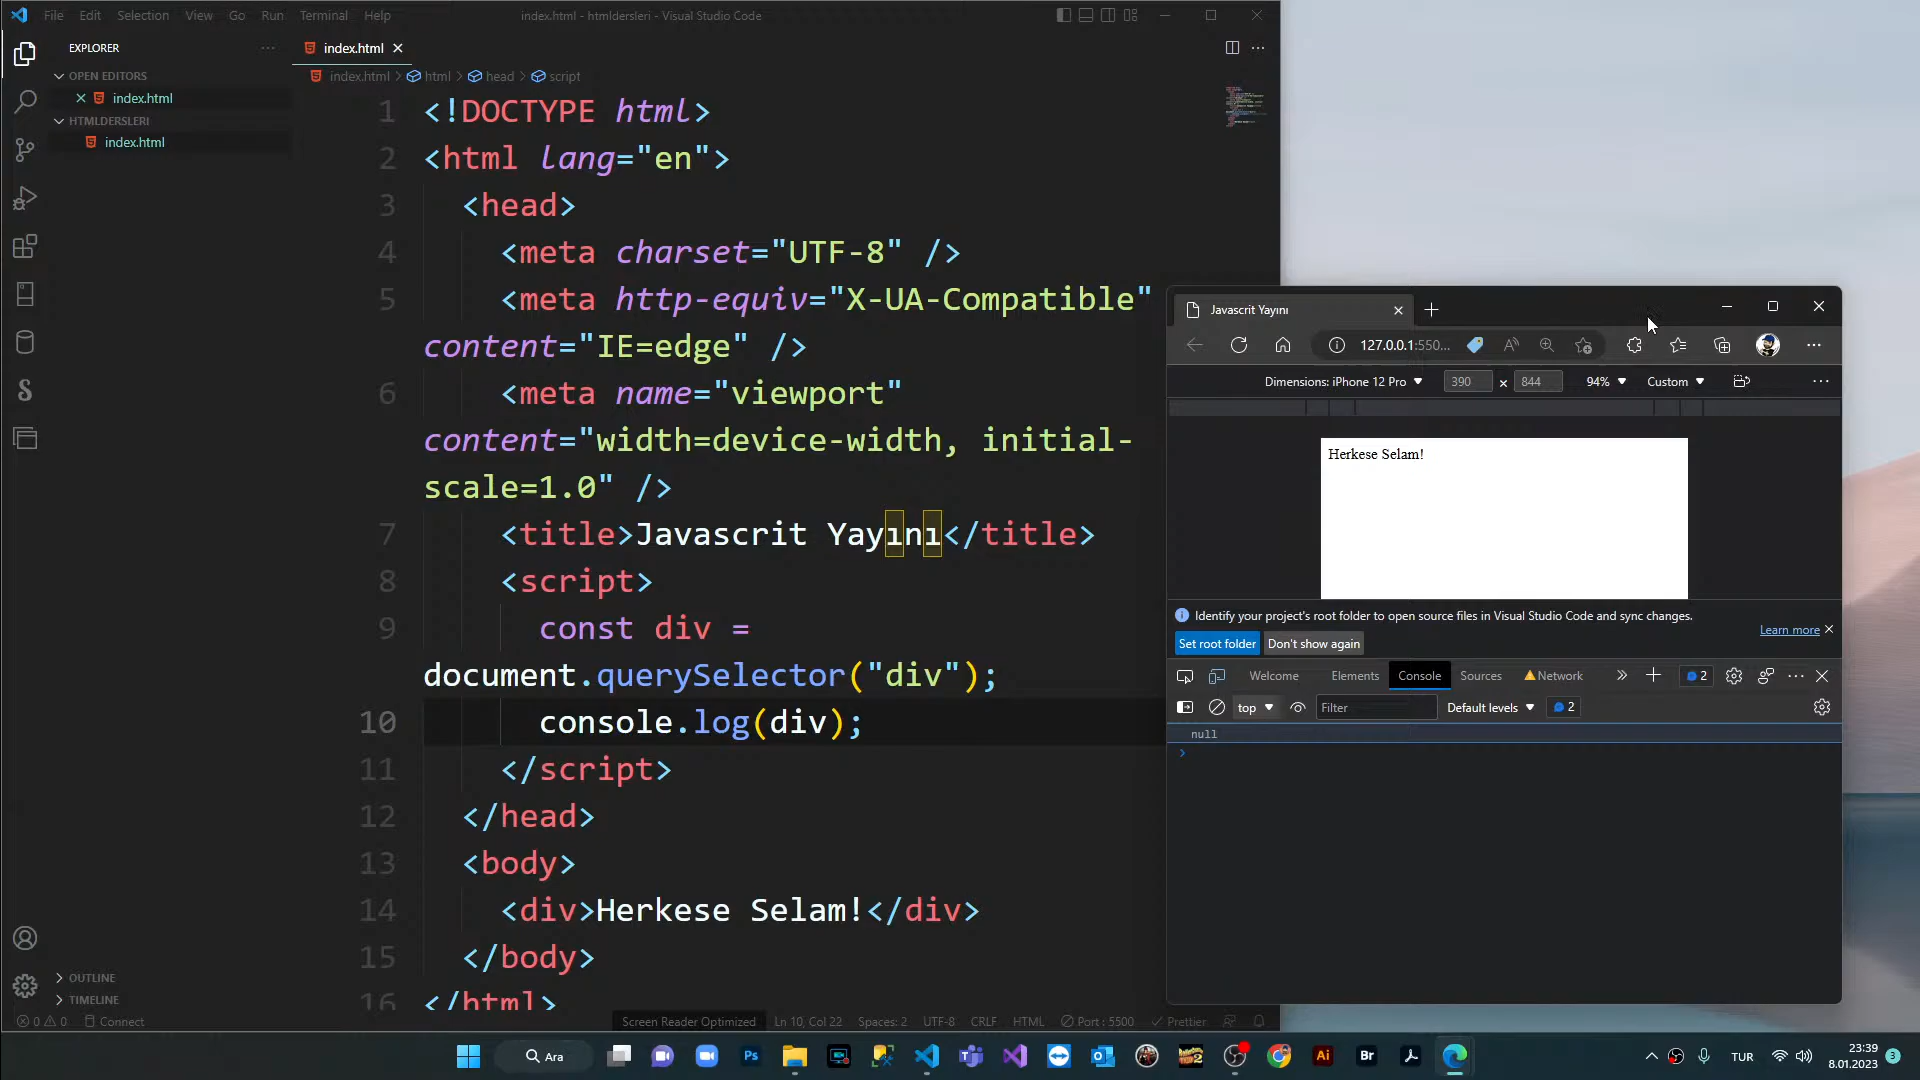 File Edit Selection View Go Run Terminal Help
index.html - htmldersleri - Visual Studio Code
EXPLORER
OPEN EDITORS
index.html
HTMLDERSLERI
index.html
OUTLINE
TIMELINE
index.html
index.html > html > head > script
1 <!DOCTYPE html>
2 <html lang="en">
3 <head>
4 <meta charset="UTF-8" />
5 <meta http-equiv="X-UA-Compatible"
content="IE=edge" />
6 <meta name="viewport"
content="width=device-width, initial-
scale=1.0" />
7 <title>Javascrit Yayını</title>
8 <script>
9 const div =
document.querySelector("div");
10 console.log(div);
11 </script>
12 </head>
13 <body>
14 <div>Herkese Selam!</div>
15 </body>
16 </html>
0 0 Connect
Screen Reader Optimized Ln 10, Col 22 Spaces: 2 UTF-8 CRLF HTML Port : 5500 Prettier
Javascrit Yayını
127.0.0.1:550...
Dimensions: iPhone 12 Pro 390 x 844 94% Custom
Herkese Selam!
Identify your project's root folder to open source files in Visual Studio Code and sync changes.
Learn more
Set root folder Don't show again
Welcome Elements Console Sources Network 2
top Filter Default levels 2
null
Ara
Ps
Ai
Br
TUR
23:39
8.01.2023
3